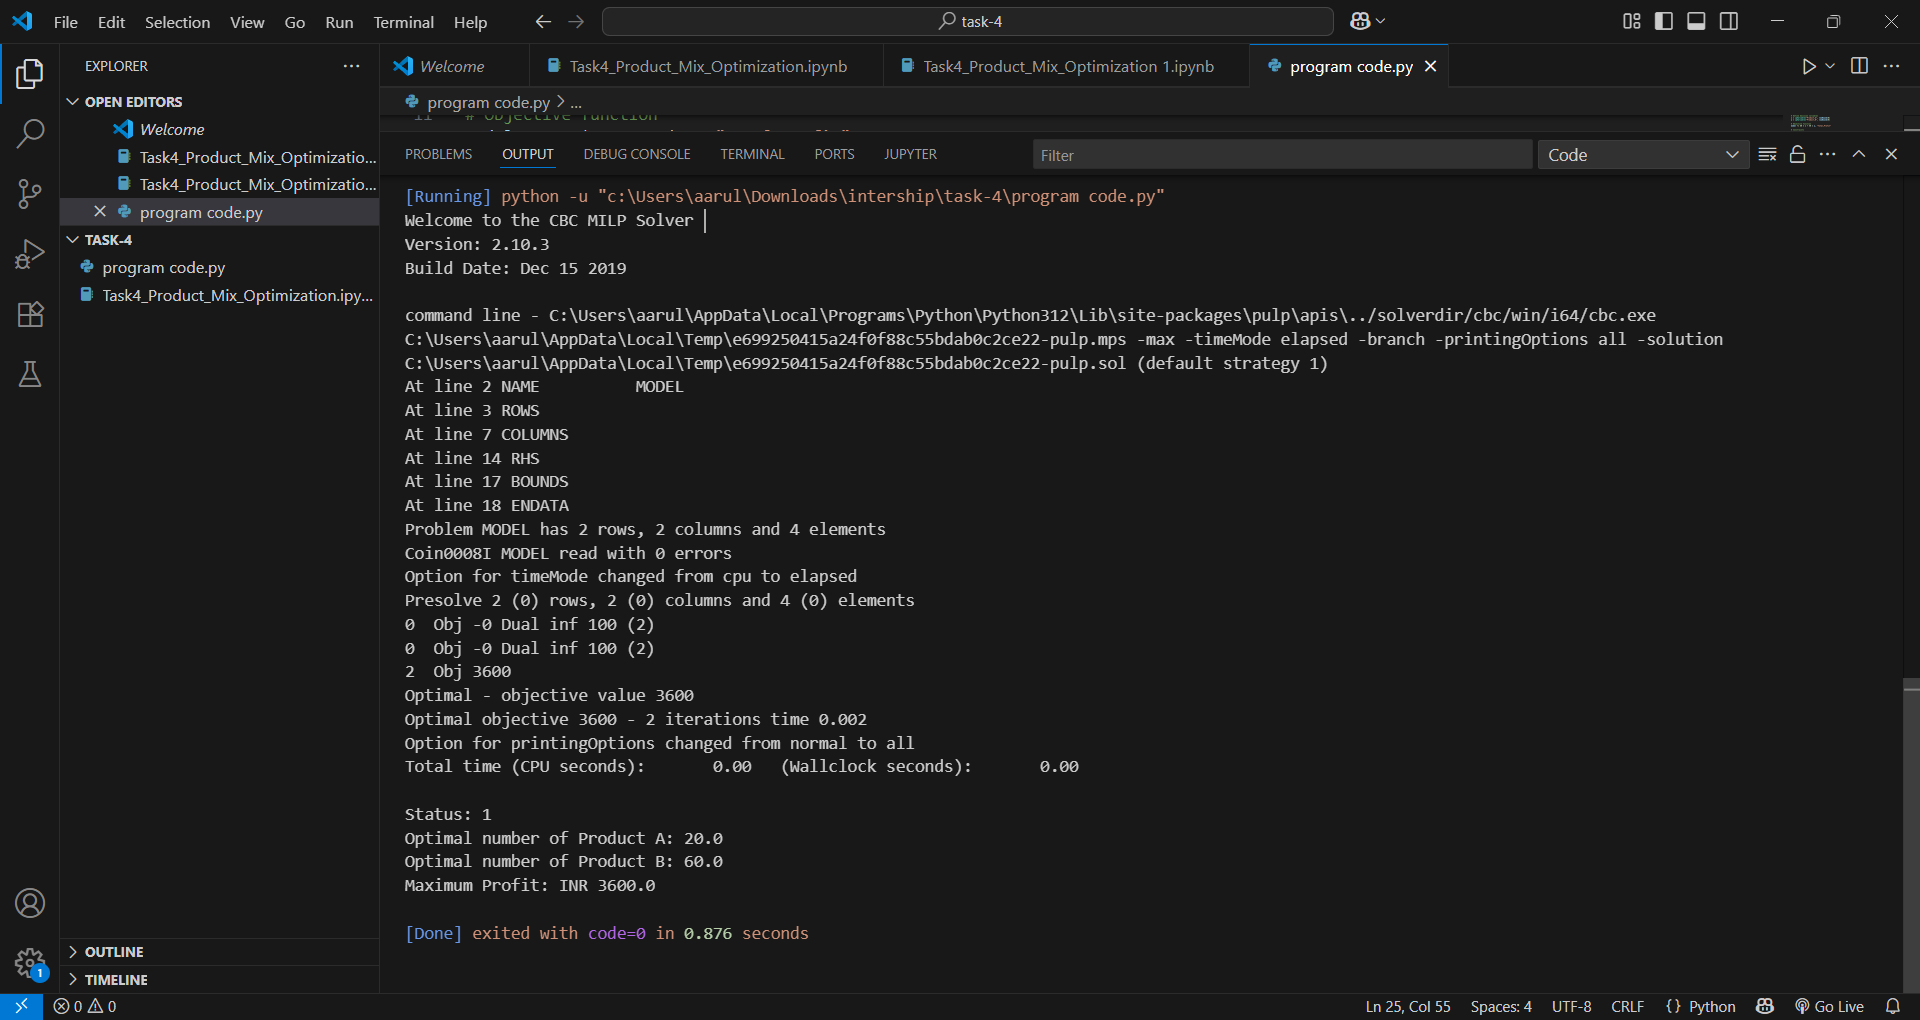 File Edit Selection View Go Run Terminal Help
task-4
EXPLORER
Welcome
Task4_Product_Mix_Optimization.ipynb
Task4_Product_Mix_Optimization 1.ipynb
program code.py
OPEN EDITORS
Welcome
Task4_Product_Mix_Optimizatio...
Task4_Product_Mix_Optimizatio...
program code.py
TASK-4
program code.py
Task4_Product_Mix_Optimization.ipy...
OUTLINE
TIMELINE
program code.py > ...
11 # Objective function
PROBLEMS OUTPUT DEBUG CONSOLE TERMINAL PORTS JUPYTER
Filter
Code
[Running] python -u "c:\Users\aarul\Downloads\intership\task-4\program code.py"
Welcome to the CBC MILP Solver
Version: 2.10.3
Build Date: Dec 15 2019
command line - C:\Users\aarul\AppData\Local\Programs\Python\Python312\Lib\site-packages\pulp\apis\../solverdir/cbc/win/i64/cbc.exe
C:\Users\aarul\AppData\Local\Temp\e699250415a24f0f88c55bdab0c2ce22-pulp.mps -max -timeMode elapsed -branch -printingOptions all -solution
C:\Users\aarul\AppData\Local\Temp\e699250415a24f0f88c55bdab0c2ce22-pulp.sol (default strategy 1)
At line 2 NAME MODEL
At line 3 ROWS
At line 7 COLUMNS
At line 14 RHS
At line 17 BOUNDS
At line 18 ENDATA
Problem MODEL has 2 rows, 2 columns and 4 elements
Coin0008I MODEL read with 0 errors
Option for timeMode changed from cpu to elapsed
Presolve 2 (0) rows, 2 (0) columns and 4 (0) elements
0 Obj -0 Dual inf 100 (2)
0 Obj -0 Dual inf 100 (2)
2 Obj 3600
Optimal - objective value 3600
Optimal objective 3600 - 2 iterations time 0.002
Option for printingOptions changed from normal to all
Total time (CPU seconds): 0.00 (Wallclock seconds): 0.00
Status: 1
Optimal number of Product A: 20.0
Optimal number of Product B: 60.0
Maximum Profit: INR 3600.0
[Done] exited with code=0 in 0.876 seconds
1
0 0
Ln 25, Col 55 Spaces: 4 UTF-8 CRLF {} Python Go Live